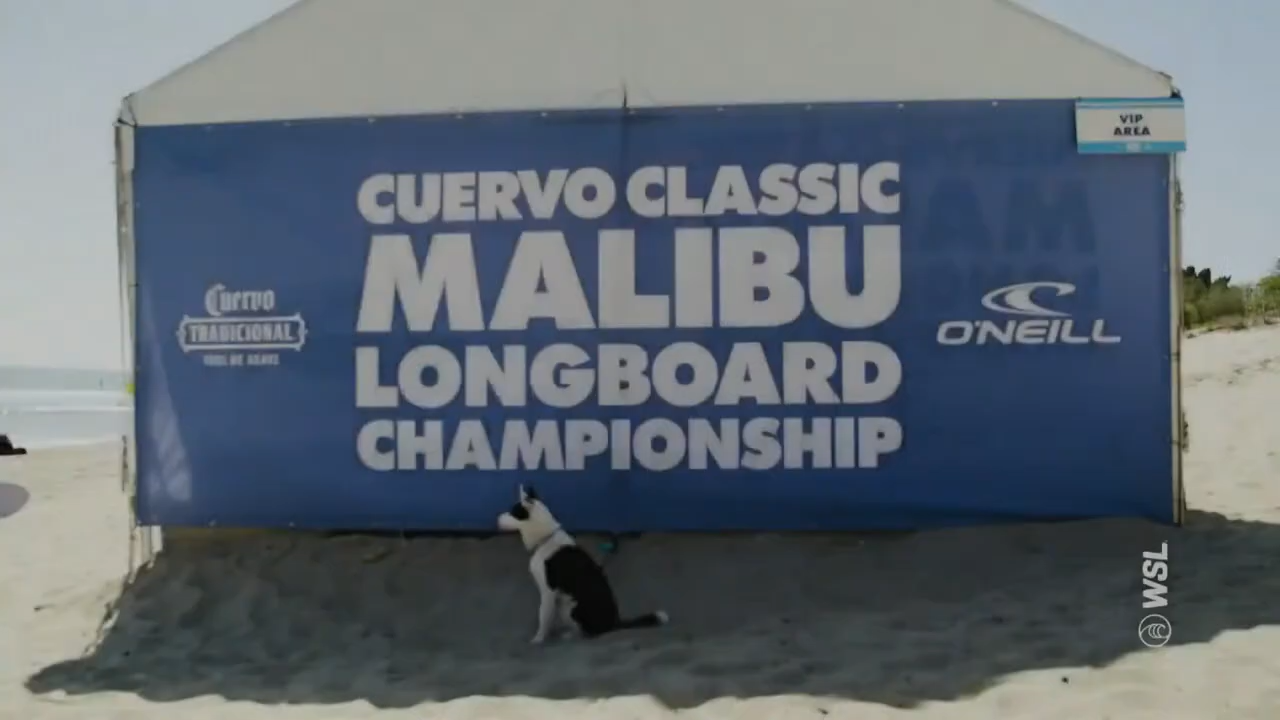 VIP
AREA
CUERVO CLASSIC
MALIBU
LONGBOARD
CHAMPIONSHIP
Cuervo
TRADICIONAL
O'NEILL
WSL